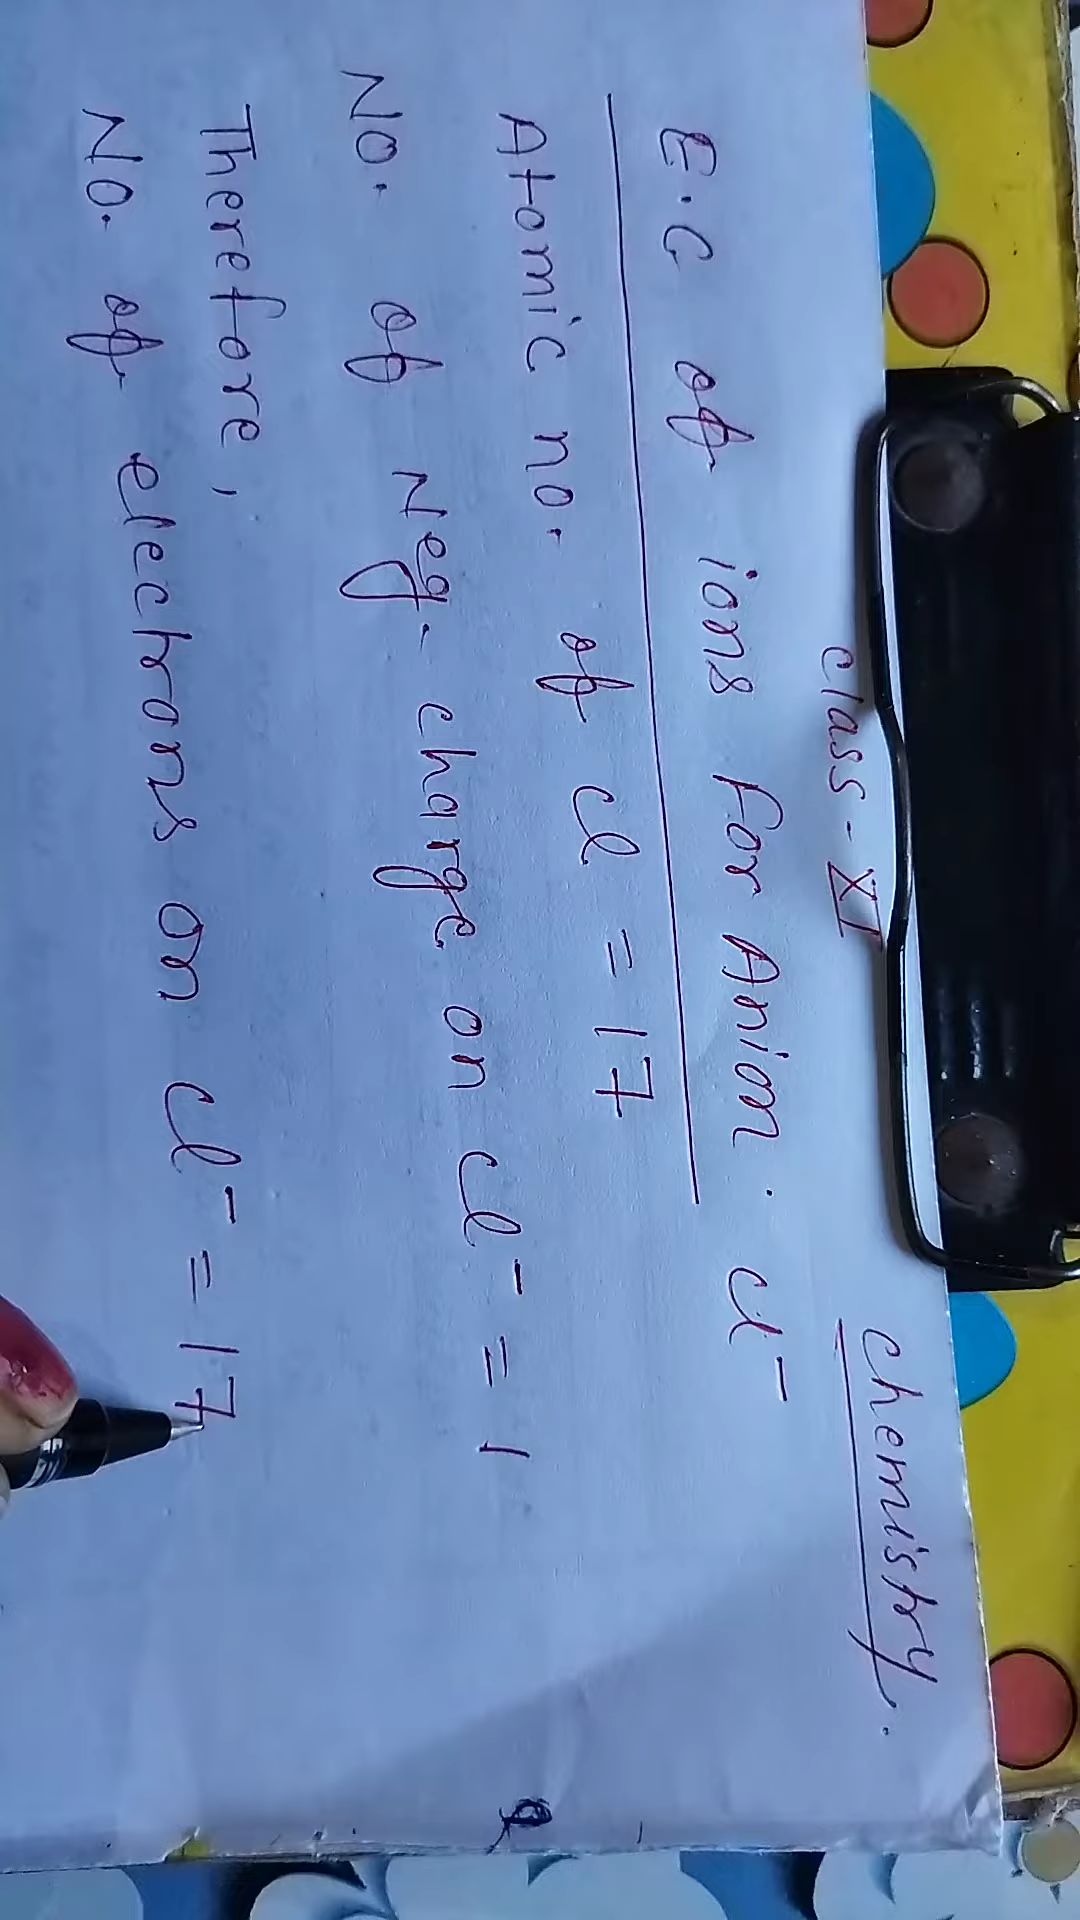 Class - XI
Chemistry.
E.C of ions for Anion. Cl⁻
Atomic no. of Cl = 17
No. of Neg. charge on Cl⁻ = 1
Therefore,
No. of electrons on Cl⁻ = 17